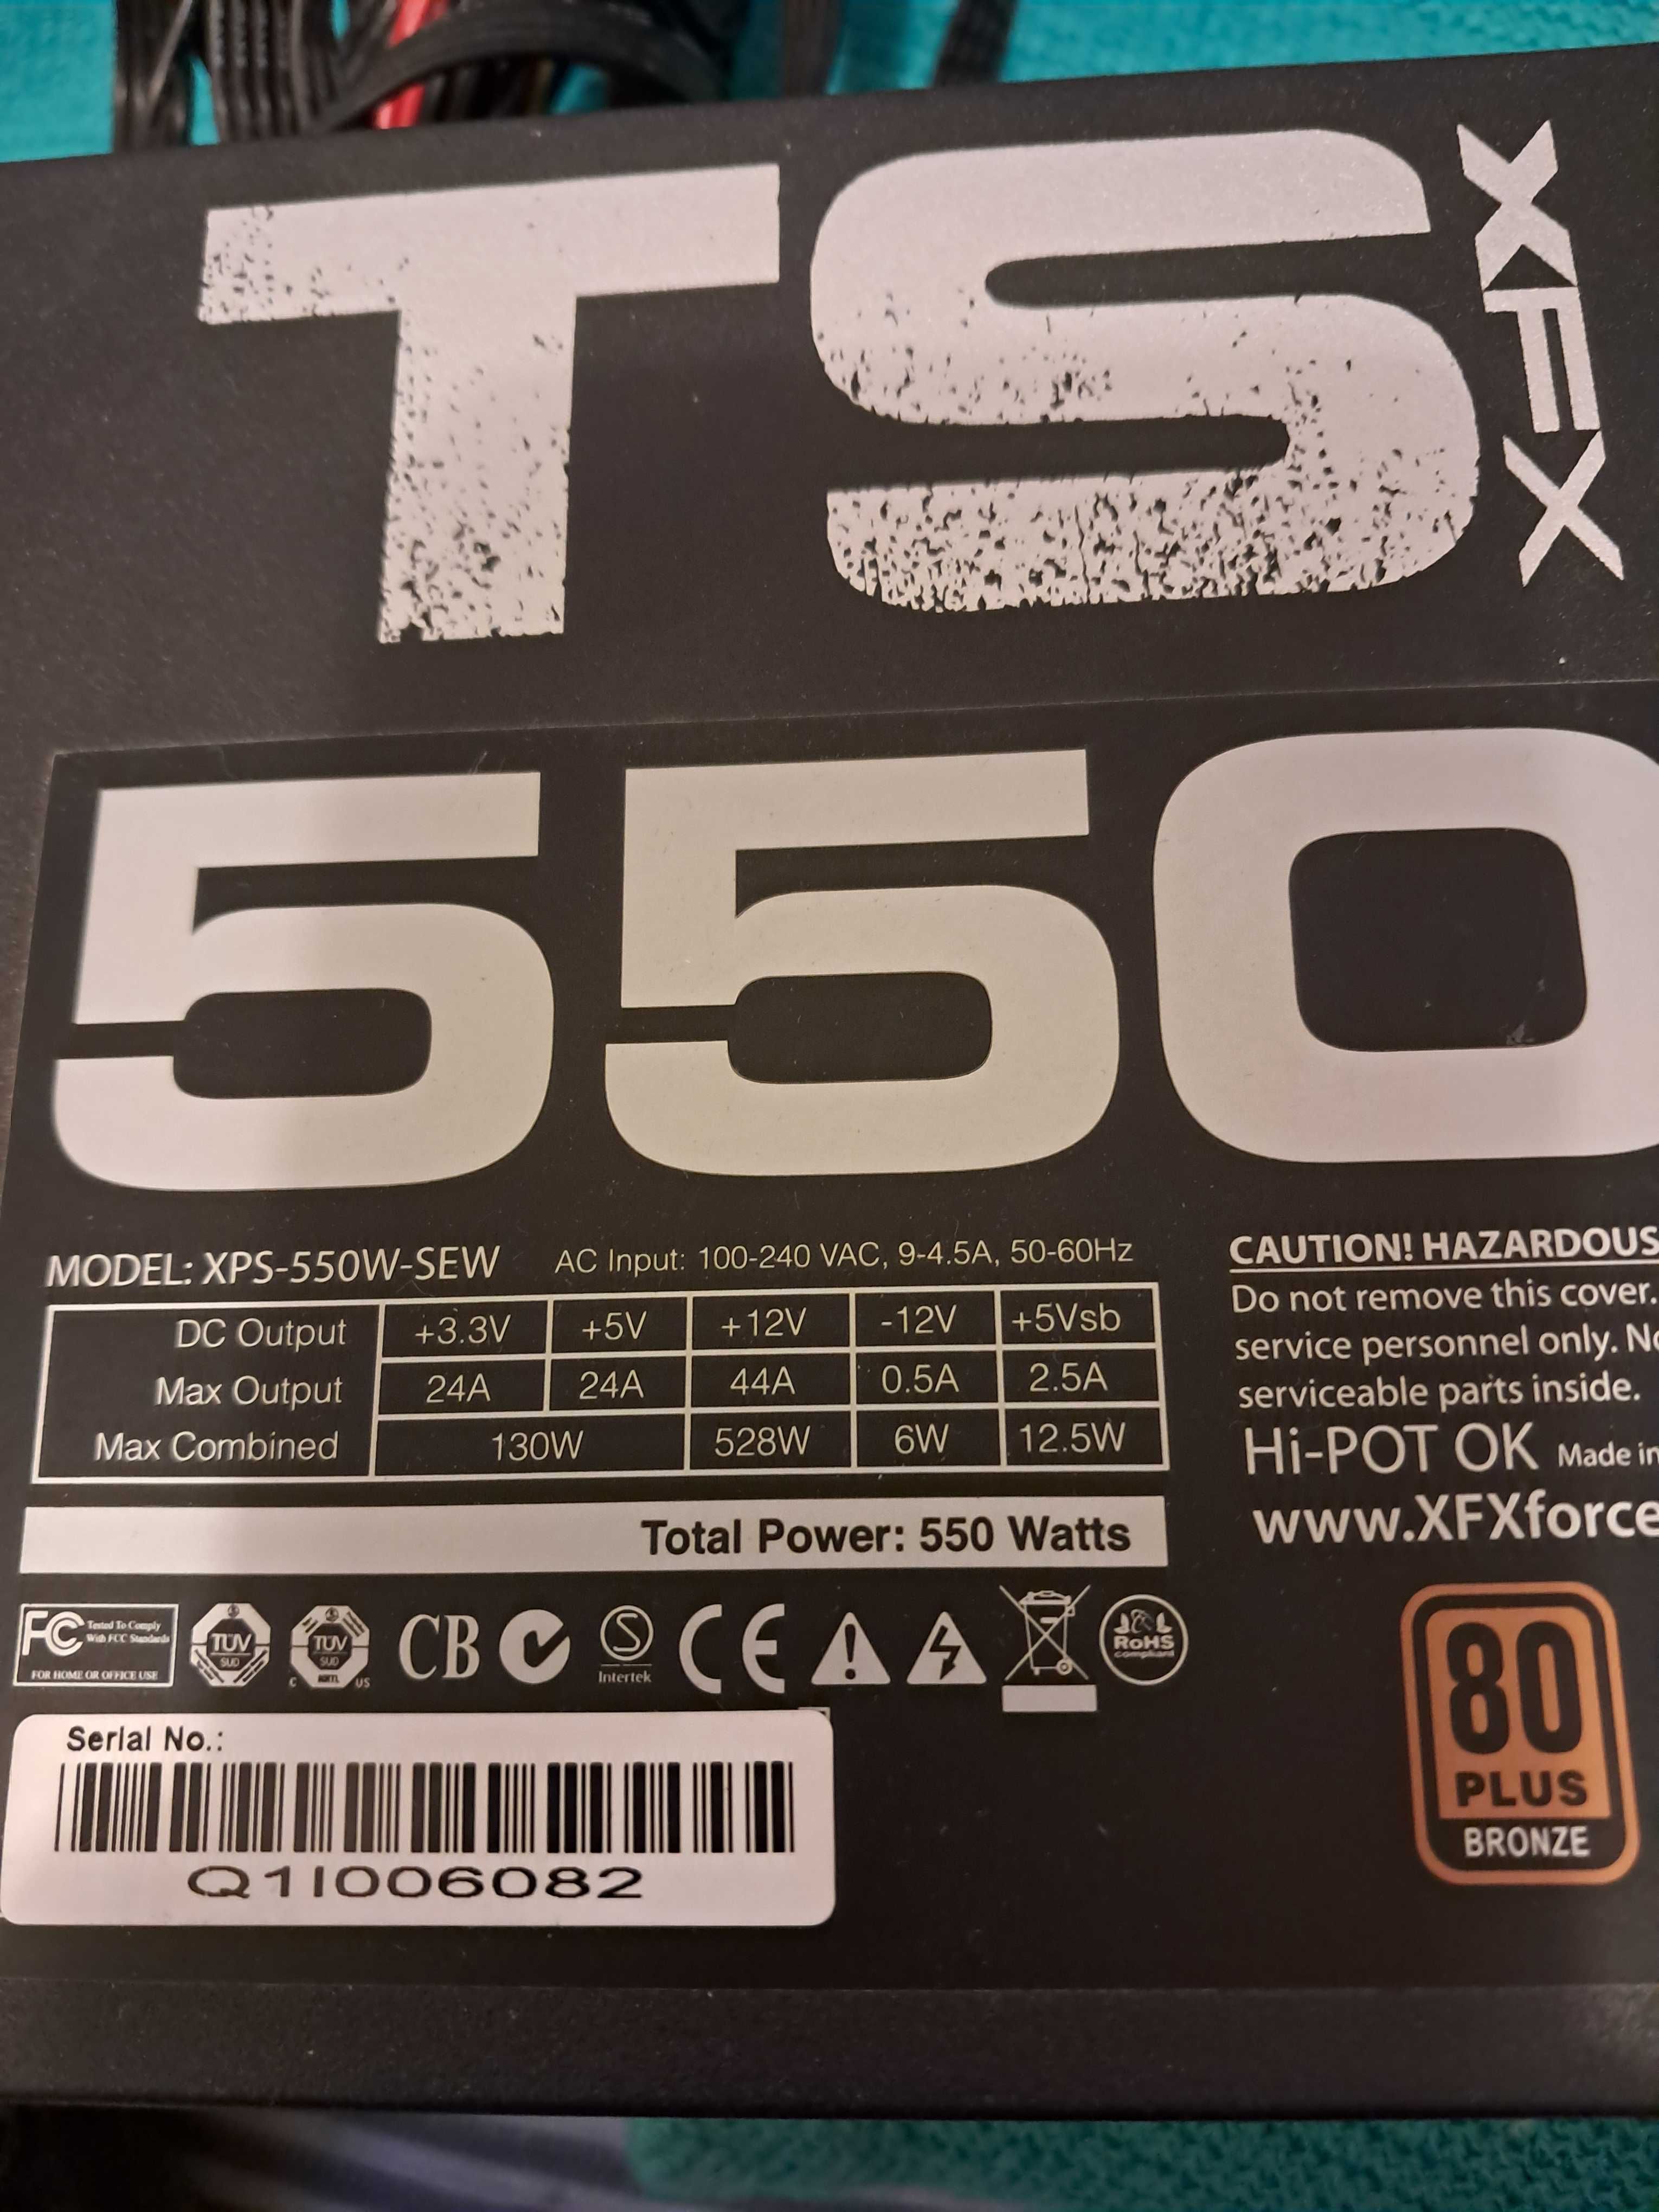 TS
XFX
550
MODEL: XPS-550W-SEW AC Input: 100-240 VAC, 9-4.5A, 50-60Hz
DC Output +3.3V +5V +12V -12V +5Vsb
Max Output 24A 24A 44A 0.5A 2.5A
Max Combined 130W 528W 6W 12.5W
Total Power: 550 Watts
CAUTION! HAZARDOUS
Do not remove this cover.
service personnel only. No
serviceable parts inside.
Hi-POT OK Made in
www.XFXforce
FC Tested To Comply
With FCC Standards
FOR HOME OR OFFICE USE
TÜV
SÜD
TÜV
SÜD
C NRTL US
CB
S
Intertek
CE
RoHS
compliant
80
PLUS
BRONZE
Serial No.:
Q1I006082